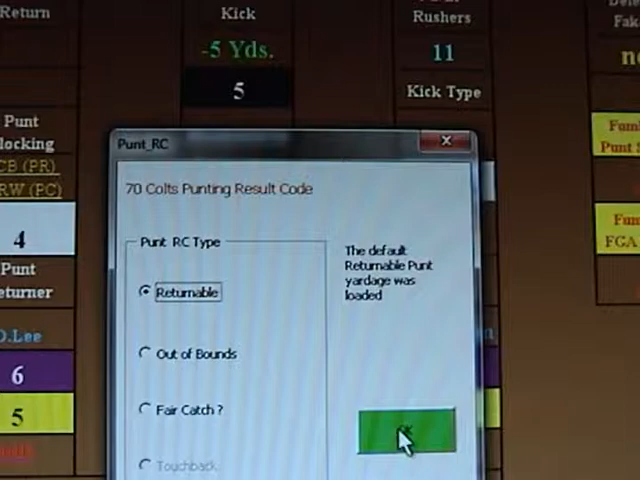 Return
Kick
Rushers
-5 Yds.
11
5
Kick Type
Punt
locking
CB (PR)
RW (PC)
4
Punt
eturner
D.Lee
6
5
Punt_RC
70 Colts Punting Result Code
Punt RC Type
Returnable
Out of Bounds
Fair Catch ?
Touchback
The default
Returnable Punt
yardage was
loaded
Fum
Punt S
Fum
FGA